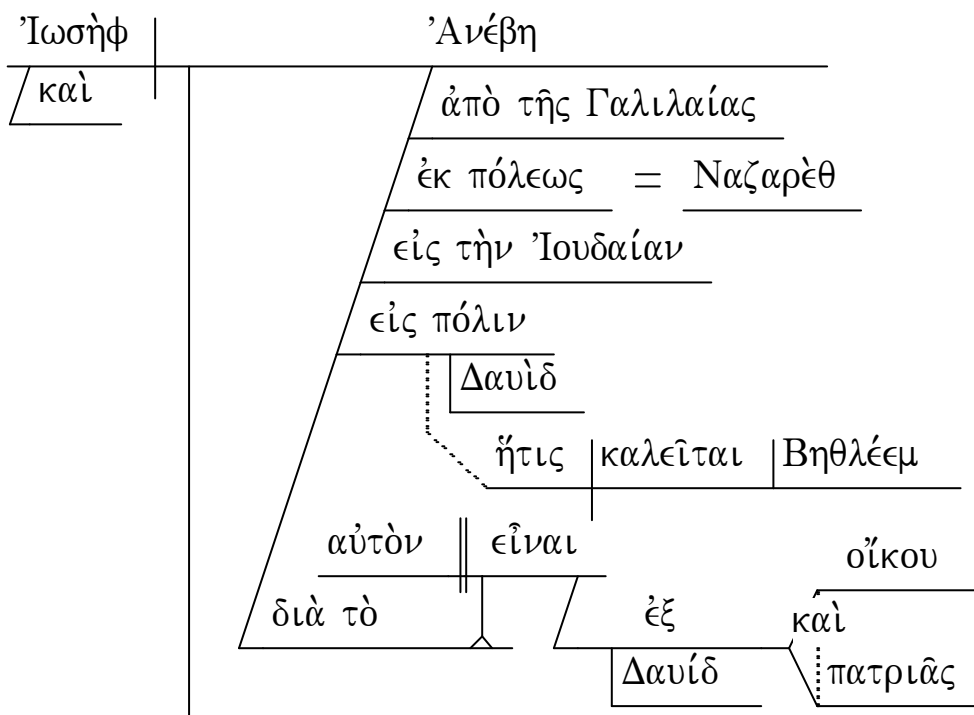 Ἰωσὴφ Ἀνέβη
καὶ ἀπὸ τῆς Γαλιλαίας
ἐκ πόλεως = Ναζαρὲθ
εἰς τὴν Ἰουδαίαν
εἰς πόλιν
Δαυὶδ
ἥτις καλεῖται Βηθλέεμ
αὐτὸν εἶναι
οἴκου
διὰ τὸ ἐξ καὶ
Δαυίδ πατριᾶς